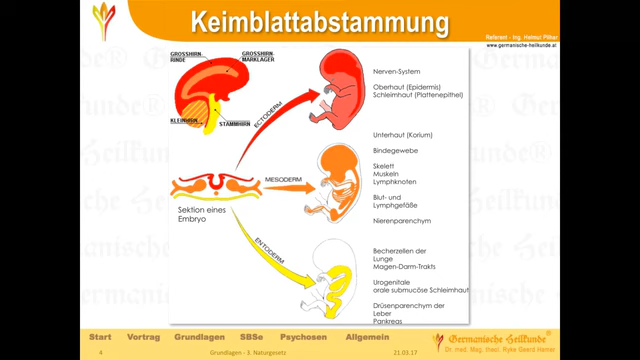 Keimblattabstammung
Referent - Ing. Helmut Pilhar
www.germanische-heilkunde.at
GROSSHIRN
RINDE
GROSSHIRN
MARKLAGER
KLEINHIRN
STAMMHIRN
ECTODERM
MESODERM
ENTODERM
Sektion eines
Embryo
Nerven-System
Oberhaut (Epidermis)
Schleimhaut (Plattenepithel)
Unterhaut (Korium)
Bindegewebe
Skelett
Muskeln
Lymphknoten
Blut- und
Lymphgefäße
Nierenparenchym
Becherzellen der
Lunge
Magen-Darm-Trakts
Urogenitale
orale submucöse Schleimhaut
Drüsenparenchym der
Leber
Pankreas
Start Vortrag Grundlagen SBSe Psychosen Allgemein
Germanische Heilkunde®
Dr. med. Mag. theol. Ryke Geerd Hamer
4 Grundlagen - 3. Naturgesetz 21.03.17